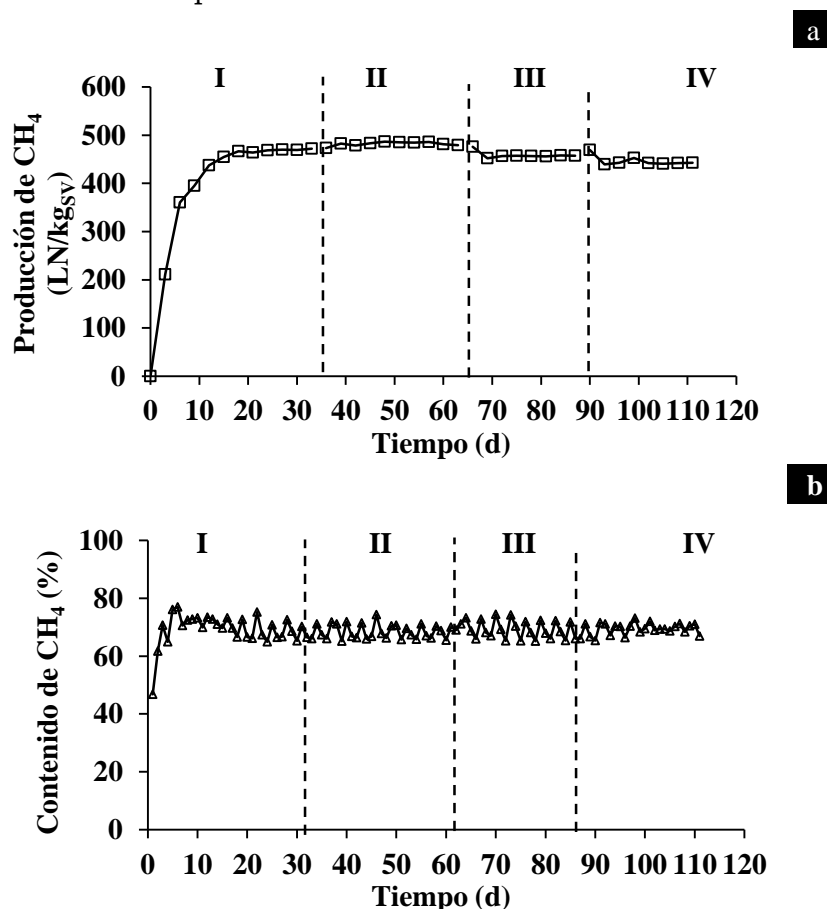 a
I II III IV
Producción de CH4
(LN/kgSV)
600
500
400
300
200
100
0
0 10 20 30 40 50 60 70 80 90 100 110 120
Tiempo (d)
b
I II III IV
Contenido de CH4 (%)
100
80
60
40
20
0
0 10 20 30 40 50 60 70 80 90 100 110 120
Tiempo (d)